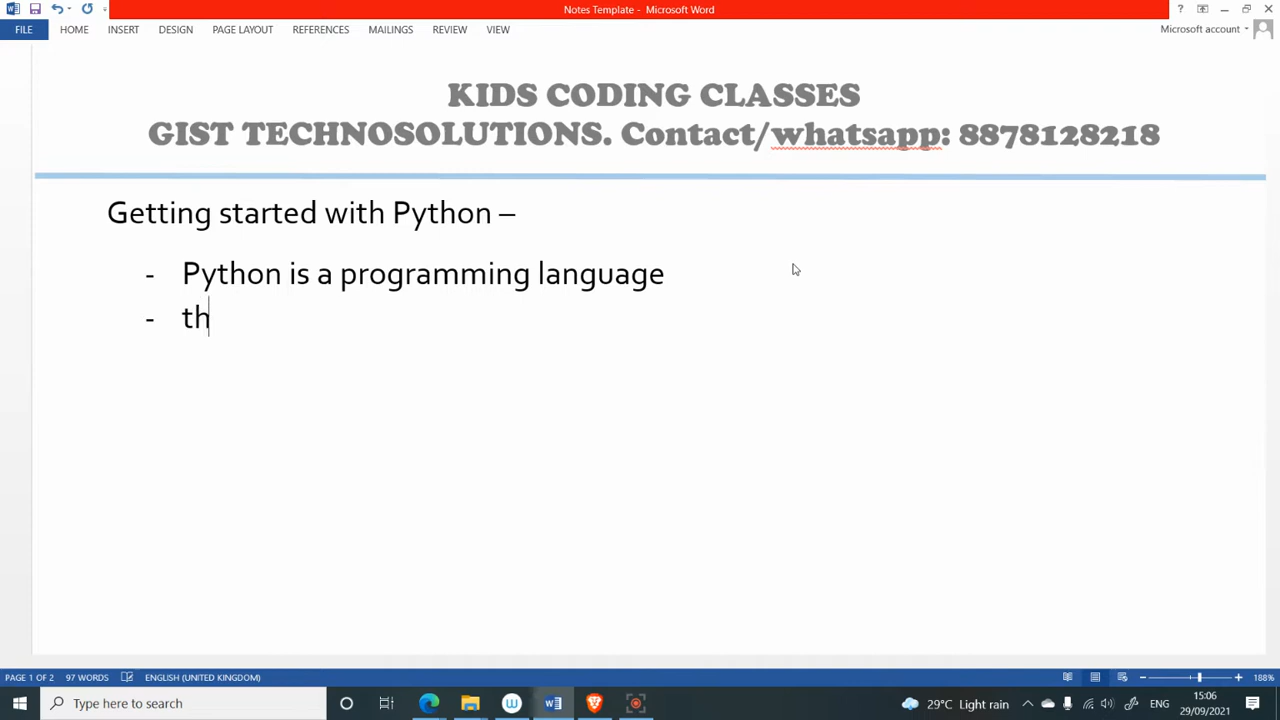 Notes Template - Microsoft Word
FILE HOME INSERT DESIGN PAGE LAYOUT REFERENCES MAILINGS REVIEW VIEW Microsoft account
KIDS CODING CLASSES
GIST TECHNOSOLUTIONS. Contact/whatsapp: 8878128218
Getting started with Python –
- Python is a programming language
- th
PAGE 1 OF 2 97 WORDS ENGLISH (UNITED KINGDOM) 188%
Type here to search 29°C Light rain ENG 15:06
29/09/2021